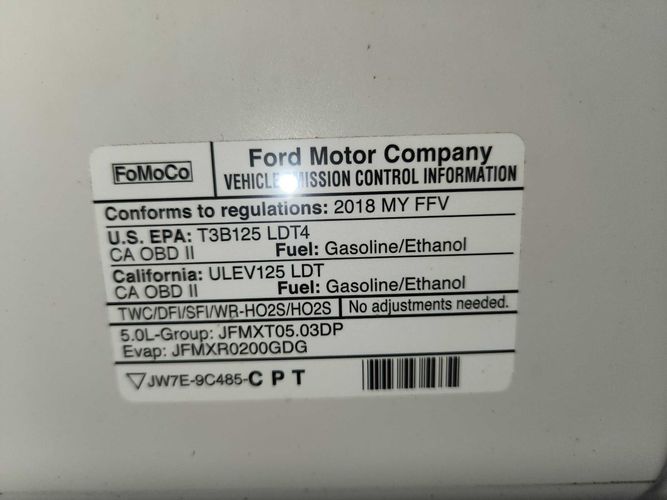 FoMoCo
Ford Motor Company
VEHICLE EMISSION CONTROL INFORMATION
Conforms to regulations: 2018 MY FFV
U.S. EPA: T3B125 LDT4
CA OBD II Fuel: Gasoline/Ethanol
California: ULEV125 LDT
CA OBD II Fuel: Gasoline/Ethanol
TWC/DFI/SFI/WR-HO2S/HO2S No adjustments needed.
5.0L-Group: JFMXT05.03DP
Evap: JFMXR0200GDG
JW7E-9C485-C P T